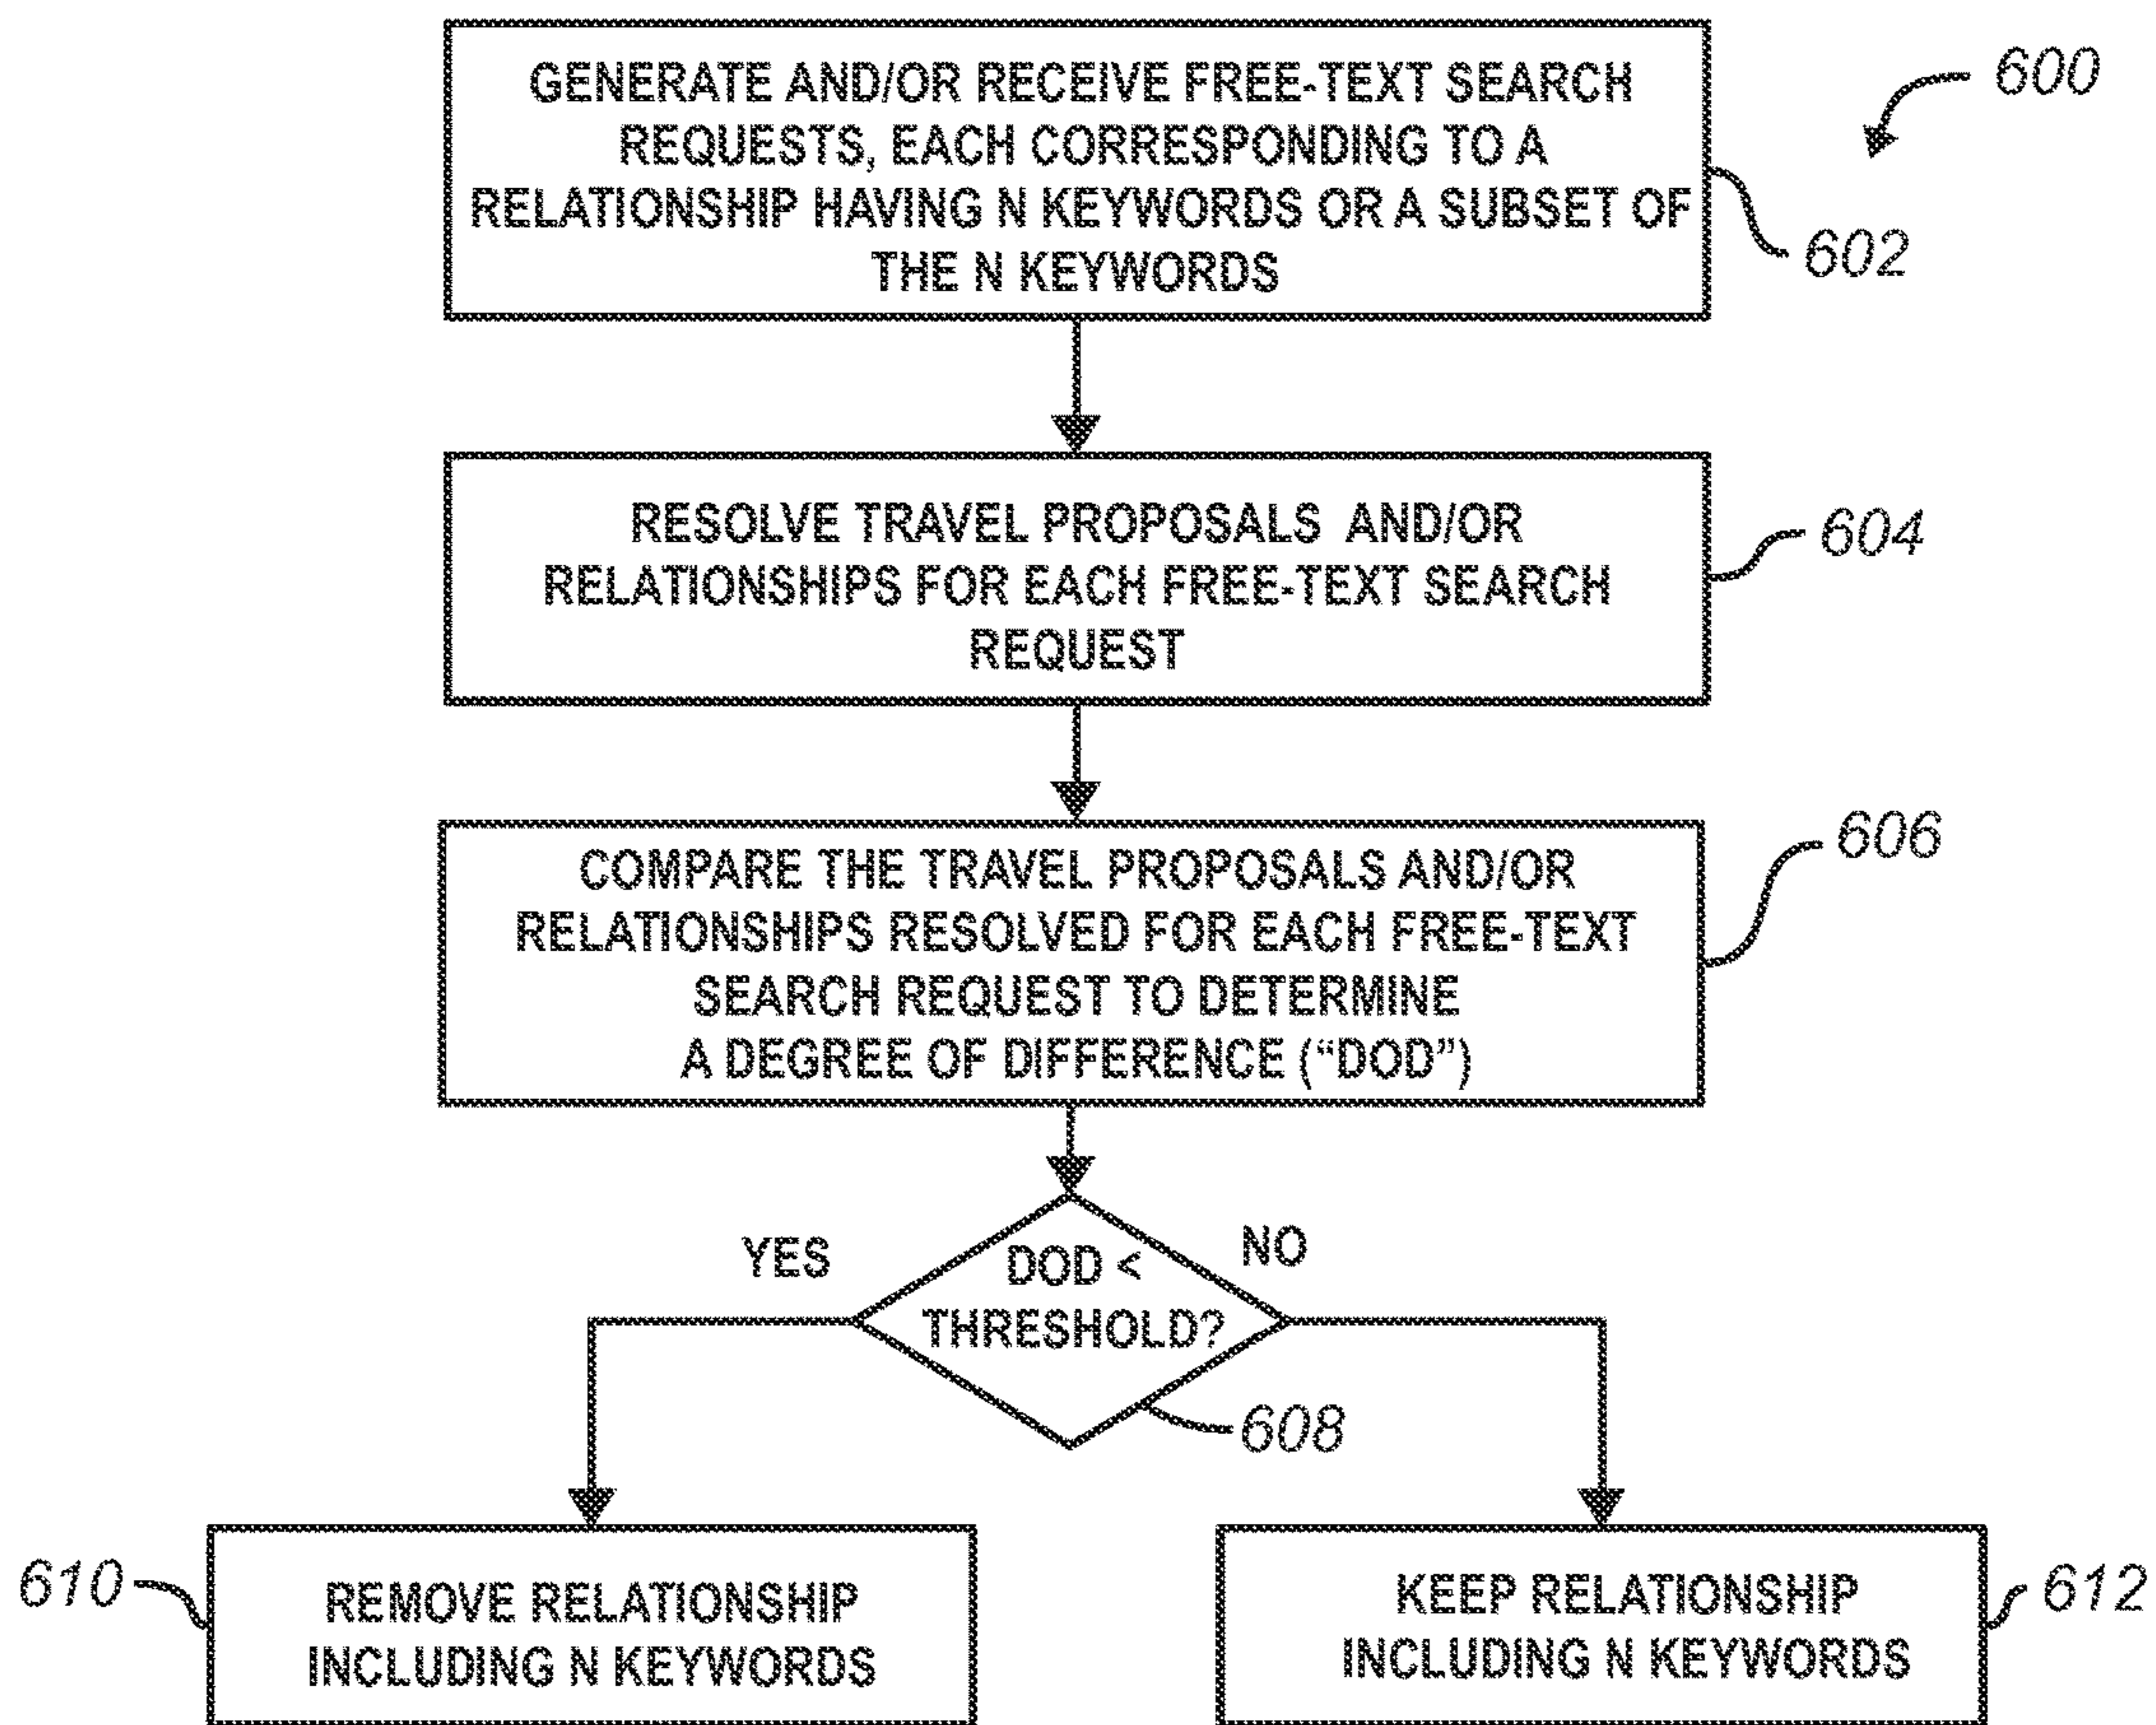 GENERATE AND/OR RECEIVE FREE-TEXT SEARCH
REQUESTS, EACH CORRESPONDING TO A
RELATIONSHIP HAVING N KEYWORDS OR A SUBSET OF
THE N KEYWORDS
600
602
RESOLVE TRAVEL PROPOSALS AND/OR
RELATIONSHIPS FOR EACH FREE-TEXT SEARCH
REQUEST
604
COMPARE THE TRAVEL PROPOSALS AND/OR
RELATIONSHIPS RESOLVED FOR EACH FREE-TEXT
SEARCH REQUEST TO DETERMINE
A DEGREE OF DIFFERENCE (“DOD”)
606
YES
DOD <
THRESHOLD?
NO
608
610
REMOVE RELATIONSHIP
INCLUDING N KEYWORDS
KEEP RELATIONSHIP
INCLUDING N KEYWORDS
612